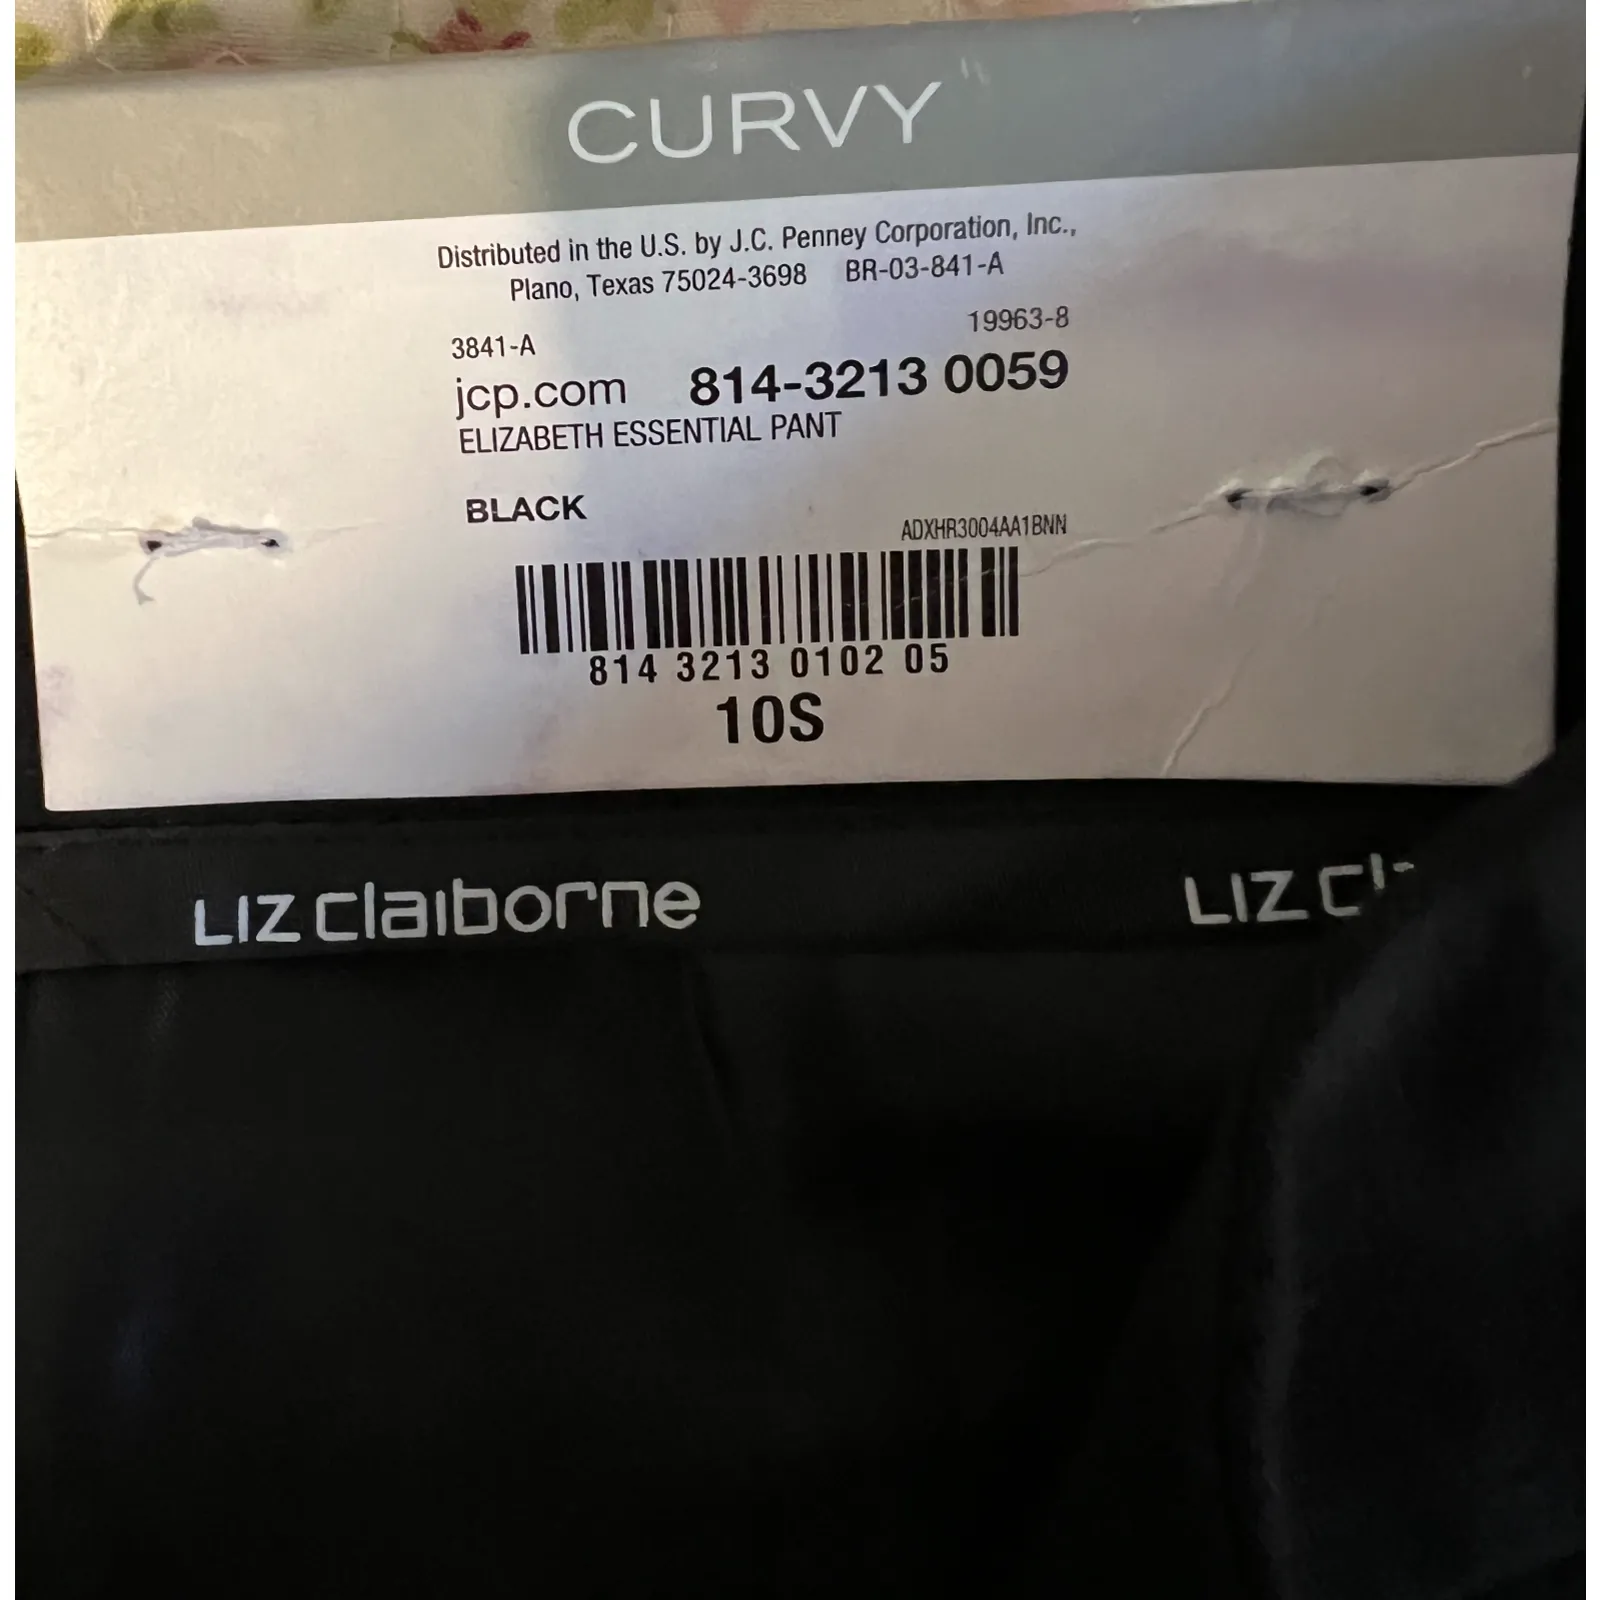 CURVY
Distributed in the U.S. by J.C. Penney Corporation, Inc.,
Plano, Texas 75024-3698 BR-03-841-A
3841-A 19963-8
jcp.com 814-3213 0059
ELIZABETH ESSENTIAL PANT
BLACK
ADXHR3004AA1BNN
814 3213 0102 05
10S
LIZ claiborne LIZ